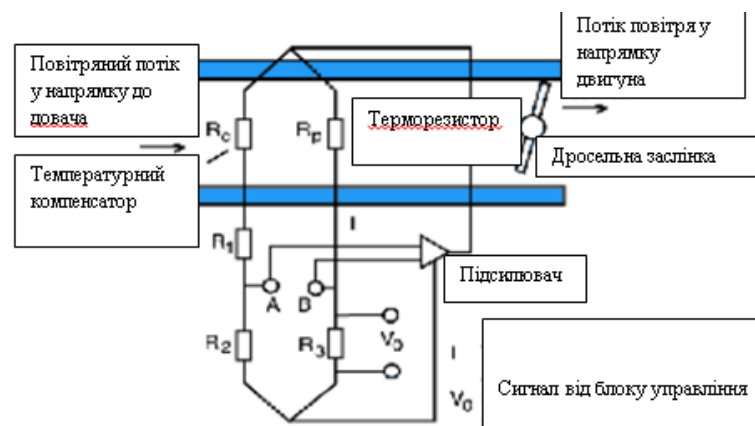 Потік повітря у
напрямку
двигуна
Повітряний потік
у напрямку до
довача
Rc
Rp
Терморезистор
Дросельна заслінка
Температурний
компенсатор
R1
I
A
B
Підсилювач
R2
R3
V0
I
V0
Сигнал від блоку управління